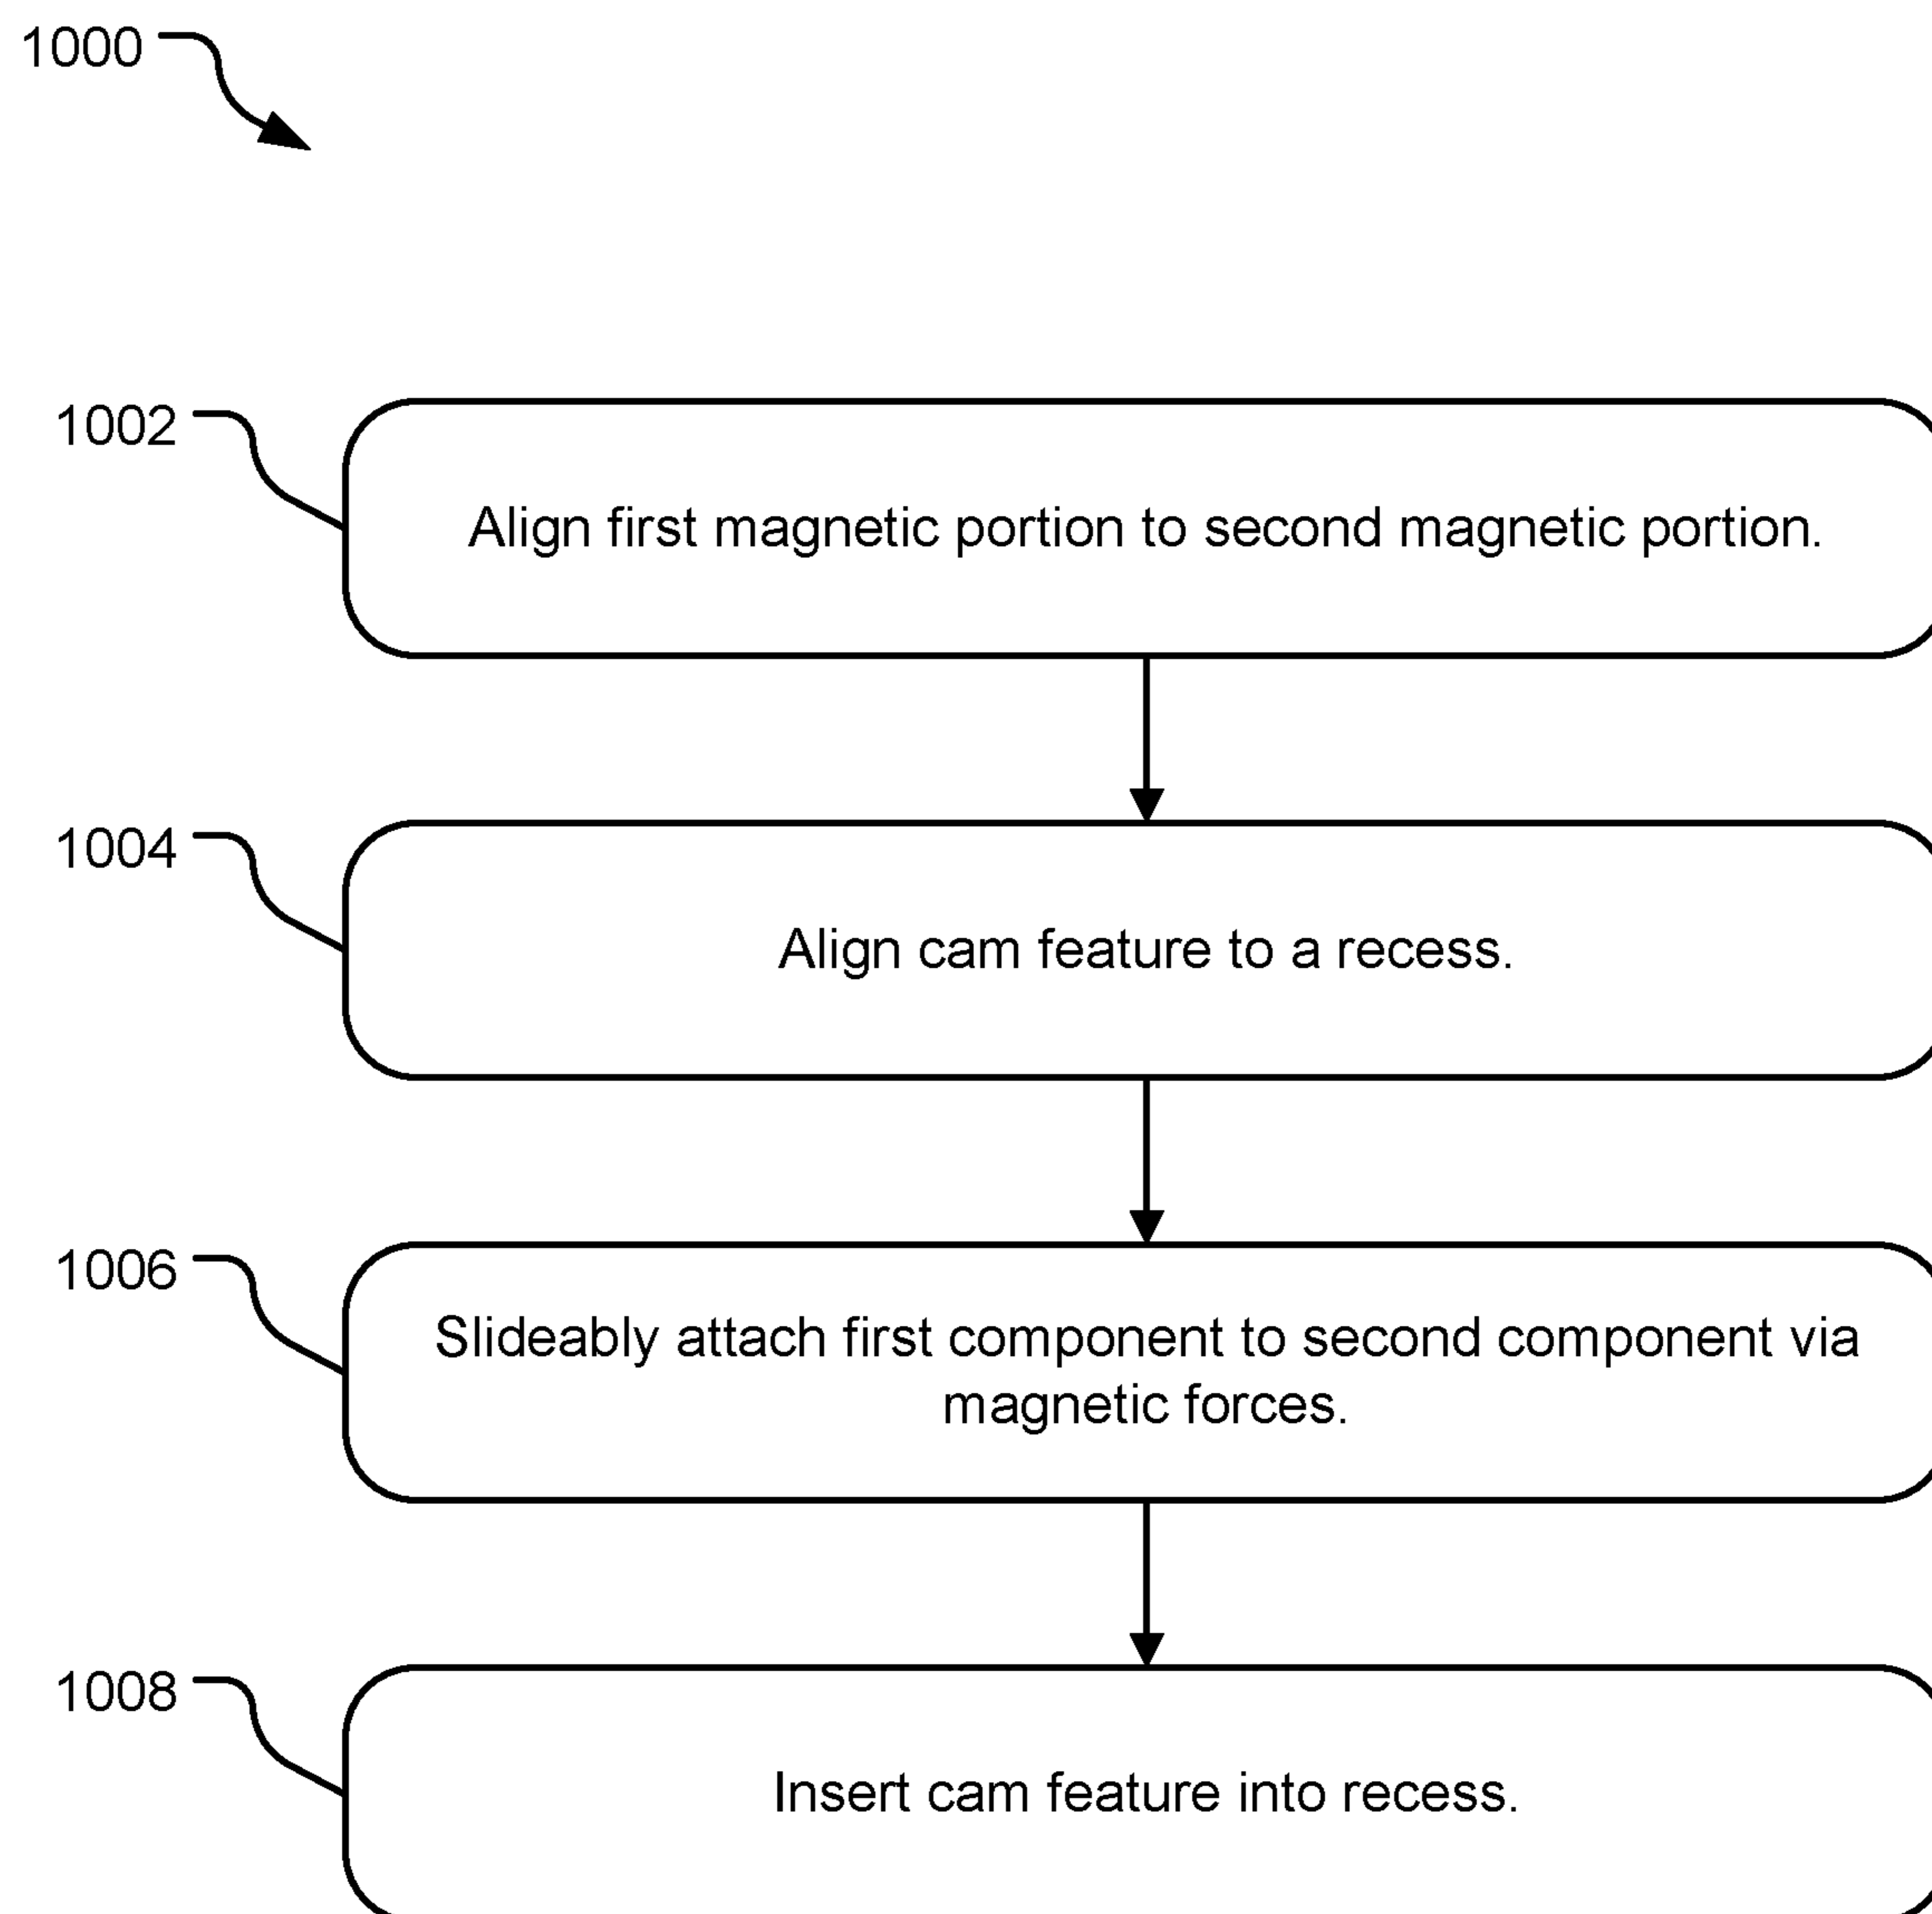 1000
1002
Align first magnetic portion to second magnetic portion.
1004
Align cam feature to a recess.
1006
Slideably attach first component to second component via
magnetic forces.
1008
Insert cam feature into recess.